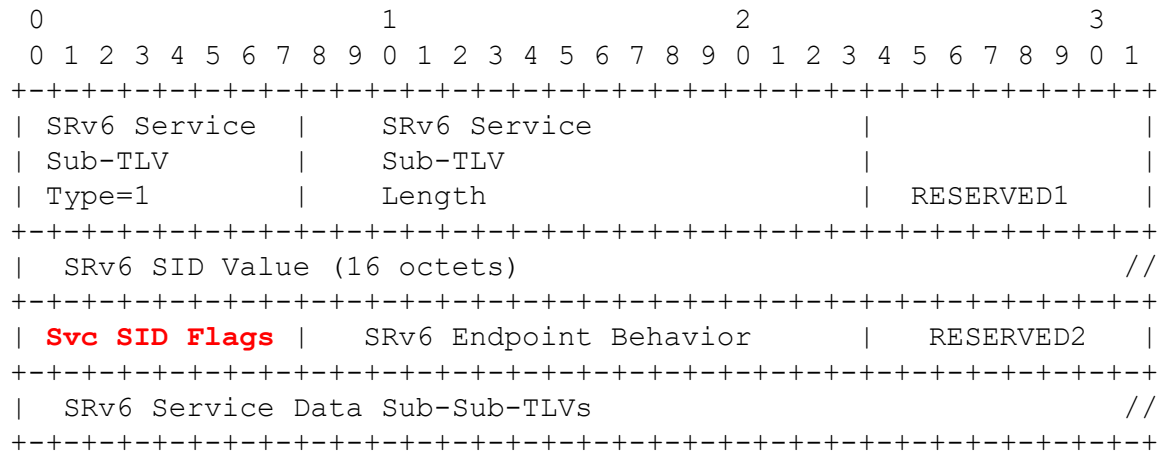 0                   1                   2                   3
 0 1 2 3 4 5 6 7 8 9 0 1 2 3 4 5 6 7 8 9 0 1 2 3 4 5 6 7 8 9 0 1
+-+-+-+-+-+-+-+-+-+-+-+-+-+-+-+-+-+-+-+-+-+-+-+-+-+-+-+-+-+-+-+-+
| SRv6 Service  |    SRv6 Service               |               |
| Sub-TLV       |    Sub-TLV                    |               |
| Type=1        |    Length                     |  RESERVED1    |
+-+-+-+-+-+-+-+-+-+-+-+-+-+-+-+-+-+-+-+-+-+-+-+-+-+-+-+-+-+-+-+-+
|  SRv6 SID Value (16 octets)                                  //
+-+-+-+-+-+-+-+-+-+-+-+-+-+-+-+-+-+-+-+-+-+-+-+-+-+-+-+-+-+-+-+-+
| Svc SID Flags |   SRv6 Endpoint Behavior      |   RESERVED2   |
+-+-+-+-+-+-+-+-+-+-+-+-+-+-+-+-+-+-+-+-+-+-+-+-+-+-+-+-+-+-+-+-+
|  SRv6 Service Data Sub-Sub-TLVs                              //
+-+-+-+-+-+-+-+-+-+-+-+-+-+-+-+-+-+-+-+-+-+-+-+-+-+-+-+-+-+-+-+-+